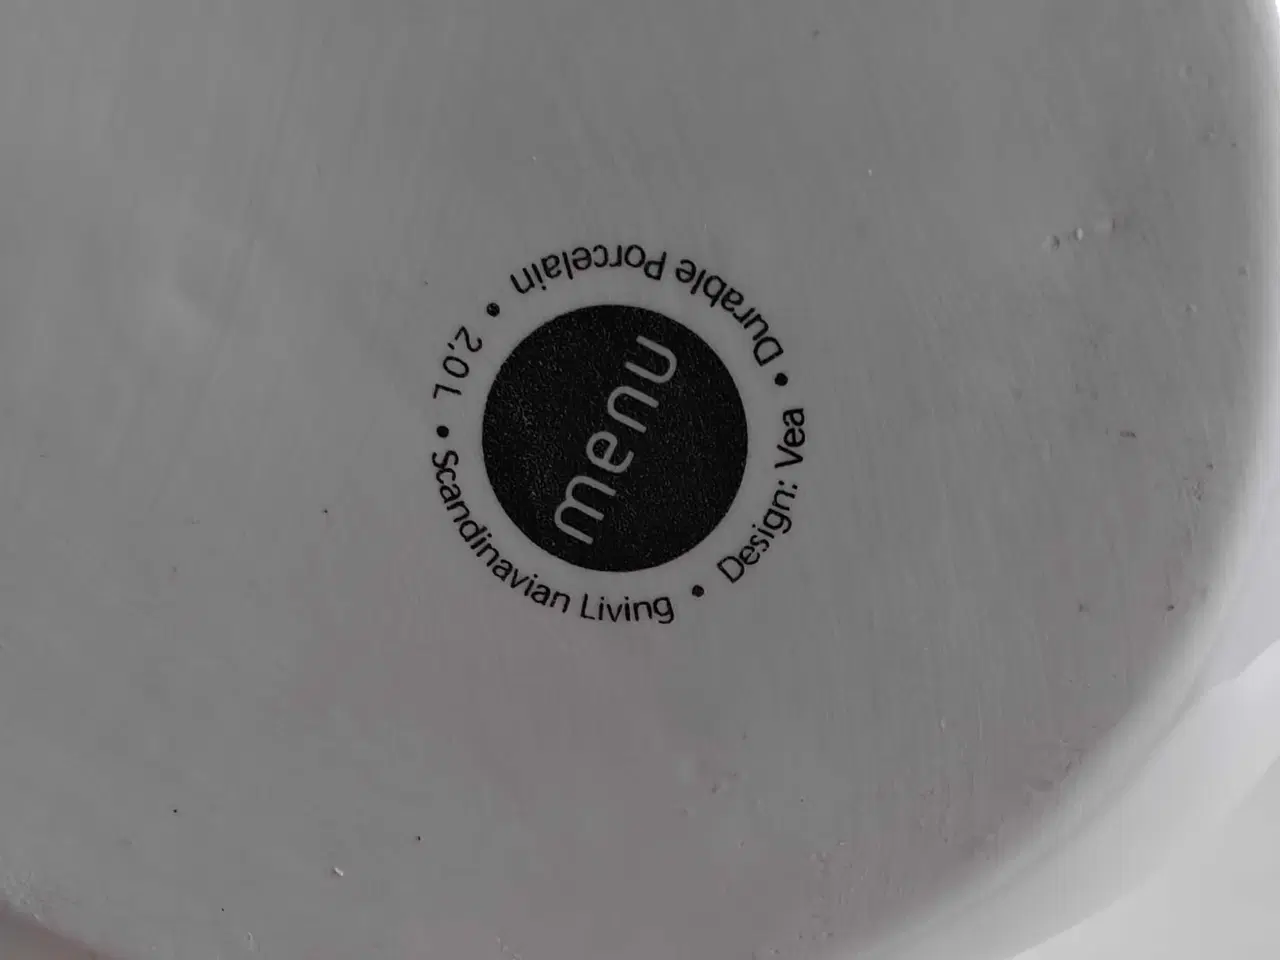 menu
Scandinavian Living • Design: Vea • Durable Porcelain • 2,0 L •